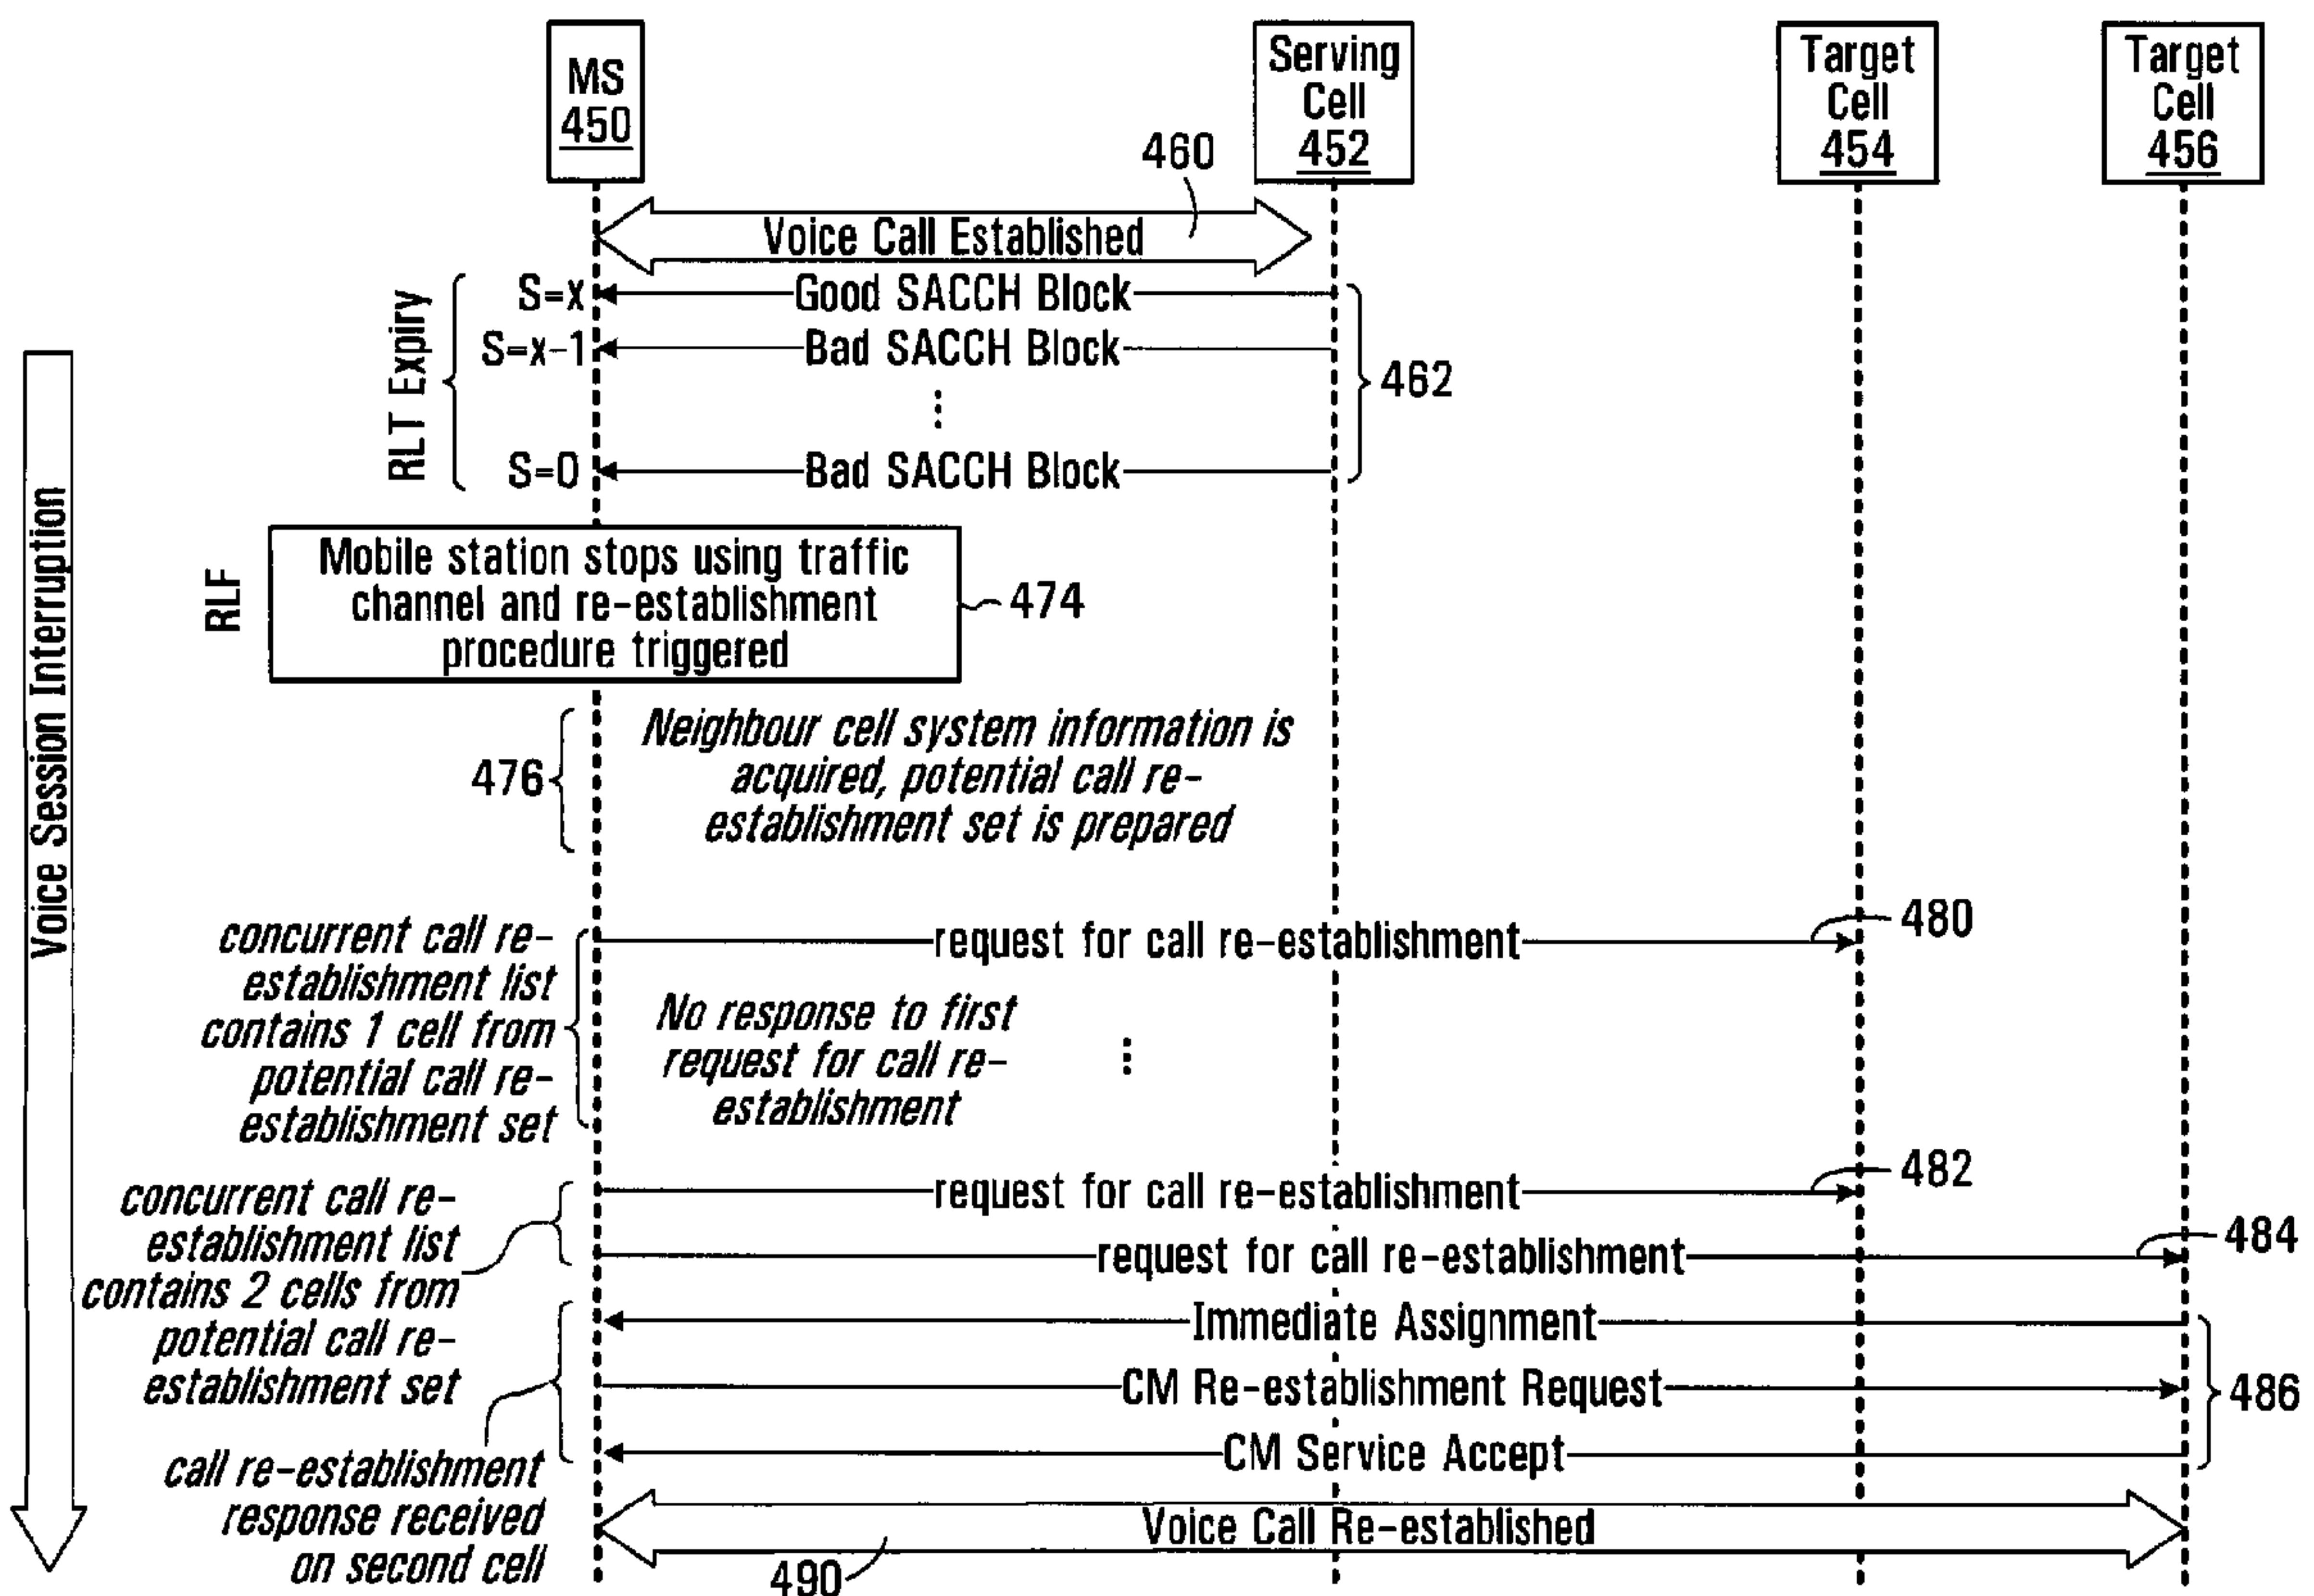 MS
450
Serving
Cell
452
Target
Cell
454
Target
Cell
456
460
Voice Call Established
S=x
Good SACCH Block
S=x-1
Bad SACCH Block
462
RLT Expiry
S=0
Bad SACCH Block
Voice Session Interruption
RLF
Mobile station stops using traffic
channel and re-establishment
procedure triggered
474
476
Neighbour cell system information is
acquired, potential call re-
establishment set is prepared
concurrent call re-
establishment list
contains 1 cell from
potential call re-
establishment set
request for call re-establishment
480
No response to first
request for call re-
establishment
concurrent call re-
establishment list
contains 2 cells from
potential call re-
establishment set
request for call re-establishment
482
request for call re-establishment
484
Immediate Assignment
CM Re-establishment Request
486
CM Service Accept
call re-establishment
response received
on second cell
Voice Call Re-established
490